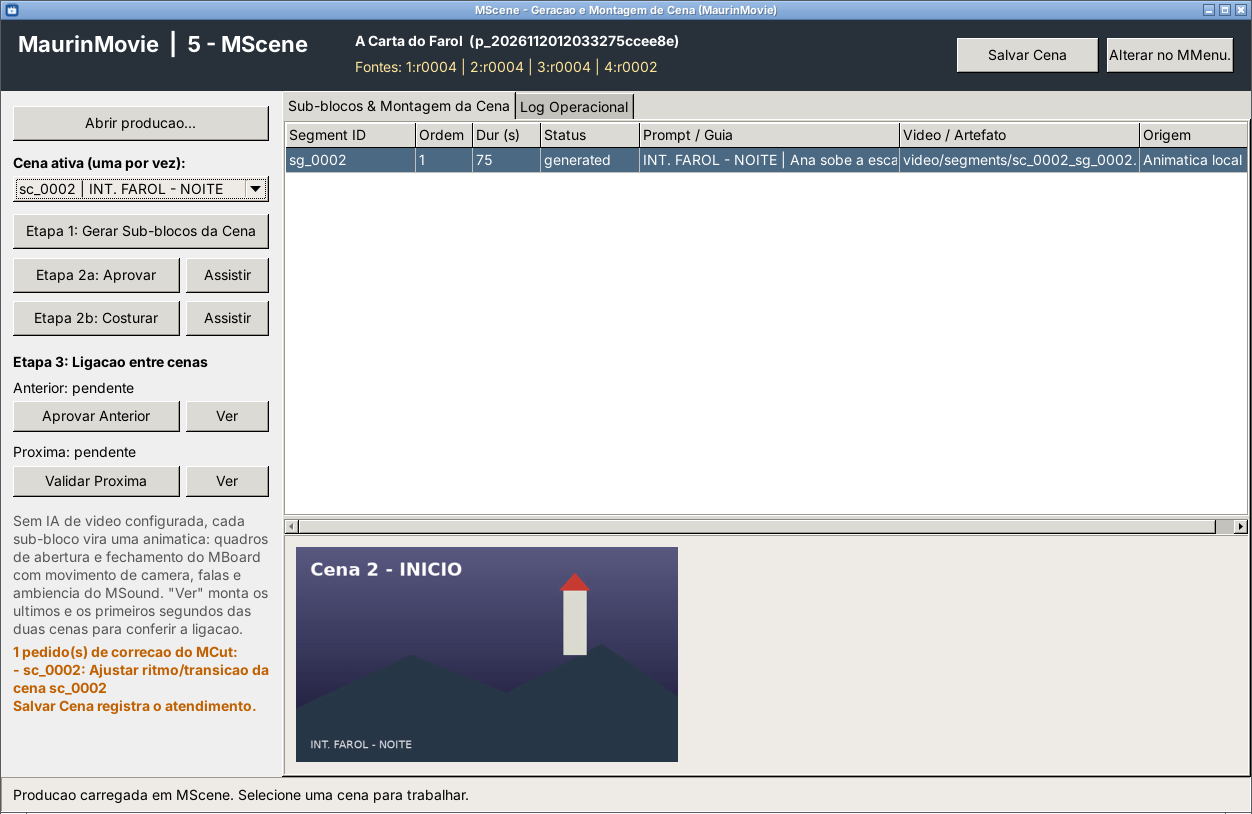 MScene - Geracao e Montagem de Cena (MaurinMovie)
MaurinMovie | 5 - MScene
A Carta do Farol (p_2026112012033275ccee8e)
Fontes: 1:r0004 | 2:r0004 | 3:r0004 | 4:r0002
Salvar Cena
Alterar no MMenu.
Abrir producao...
Cena ativa (uma por vez):
sc_0002 | INT. FAROL - NOITE
Etapa 1: Gerar Sub-blocos da Cena
Etapa 2a: Aprovar
Assistir
Etapa 2b: Costurar
Assistir
Etapa 3: Ligacao entre cenas
Anterior: pendente
Aprovar Anterior
Ver
Proxima: pendente
Validar Proxima
Ver
Sem IA de video configurada, cada
sub-bloco vira uma animatica: quadros
de abertura e fechamento do MBoard
com movimento de camera, falas e
ambiencia do MSound. "Ver" monta os
ultimos e os primeiros segundos das
duas cenas para conferir a ligacao.
1 pedido(s) de correcao do MCut:
- sc_0002: Ajustar ritmo/transicao da
cena sc_0002
Salvar Cena registra o atendimento.
Sub-blocos & Montagem da Cena
Log Operacional
Segment ID
Ordem
Dur (s)
Status
Prompt / Guia
Video / Artefato
Origem
sg_0002
1
75
generated
INT. FAROL - NOITE | Ana sobe a esca
video/segments/sc_0002_sg_0002.
Animatica local
Cena 2 - INICIO
INT. FAROL - NOITE
Producao carregada em MScene. Selecione uma cena para trabalhar.